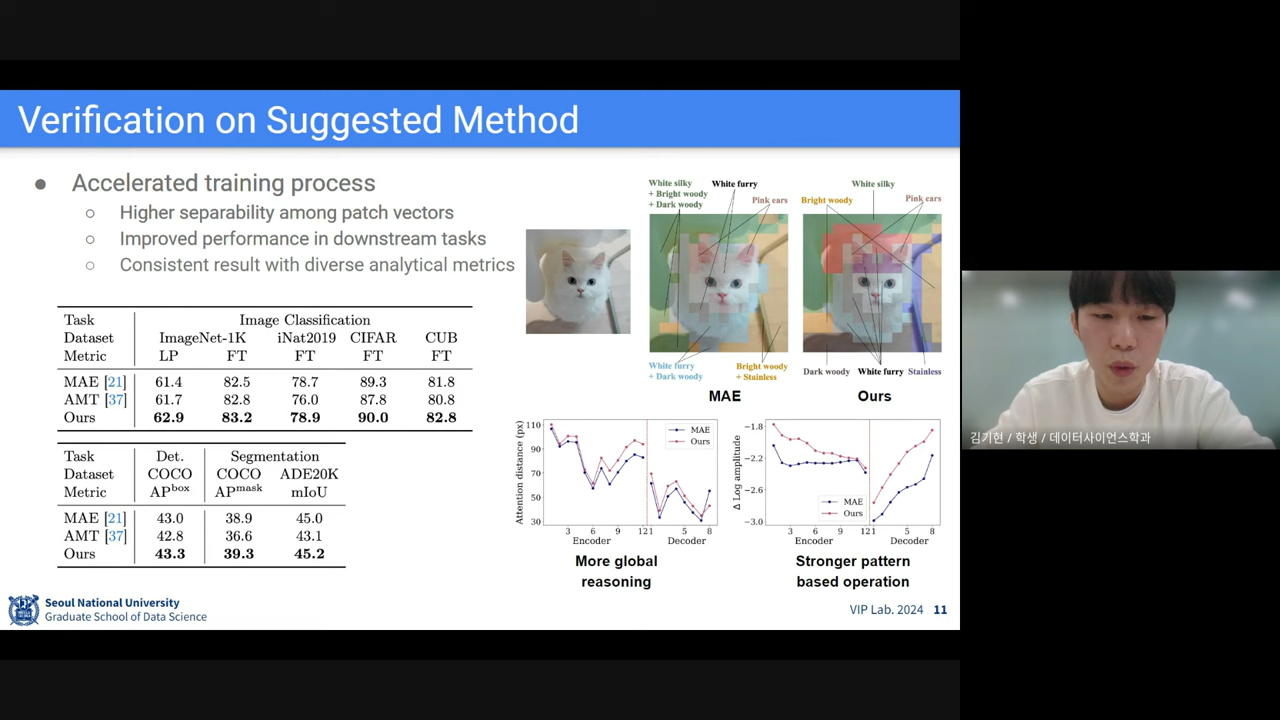 Verification on Suggested Method
● Accelerated training process
○ Higher separability among patch vectors
○ Improved performance in downstream tasks
○ Consistent result with diverse analytical metrics
Task Image Classification
Dataset ImageNet-1K iNat2019 CIFAR CUB
Metric LP FT FT FT FT
MAE [21] 61.4 82.5 78.7 89.3 81.8
AMT [37] 61.7 82.8 76.0 87.8 80.8
Ours 62.9 83.2 78.9 90.0 82.8
Task Det. Segmentation
Dataset COCO COCO ADE20K
Metric APbox APmask mIoU
MAE [21] 43.0 38.9 45.0
AMT [37] 42.8 36.6 43.1
Ours 43.3 39.3 45.2
White silky
+ Bright woody
+ Dark woody
White furry
Pink ears
White furry
+ Dark woody
Bright woody
+ Stainless
MAE
White silky
Bright woody
Pink ears
Dark woody
White furry
Stainless
Ours
Attention distance (px)
110
90
70
50
30
MAE
Ours
3 6 9 12 1 5 8
Encoder Decoder
More global
reasoning
Δ Log amplitude
−1.8
−2.2
−2.6
−3.0
MAE
Ours
3 6 9 12 1 5 8
Encoder Decoder
Stronger pattern
based operation
Seoul National University
Graduate School of Data Science
VIP Lab. 2024 11
김기현 / 학생 / 데이터사이언스학과